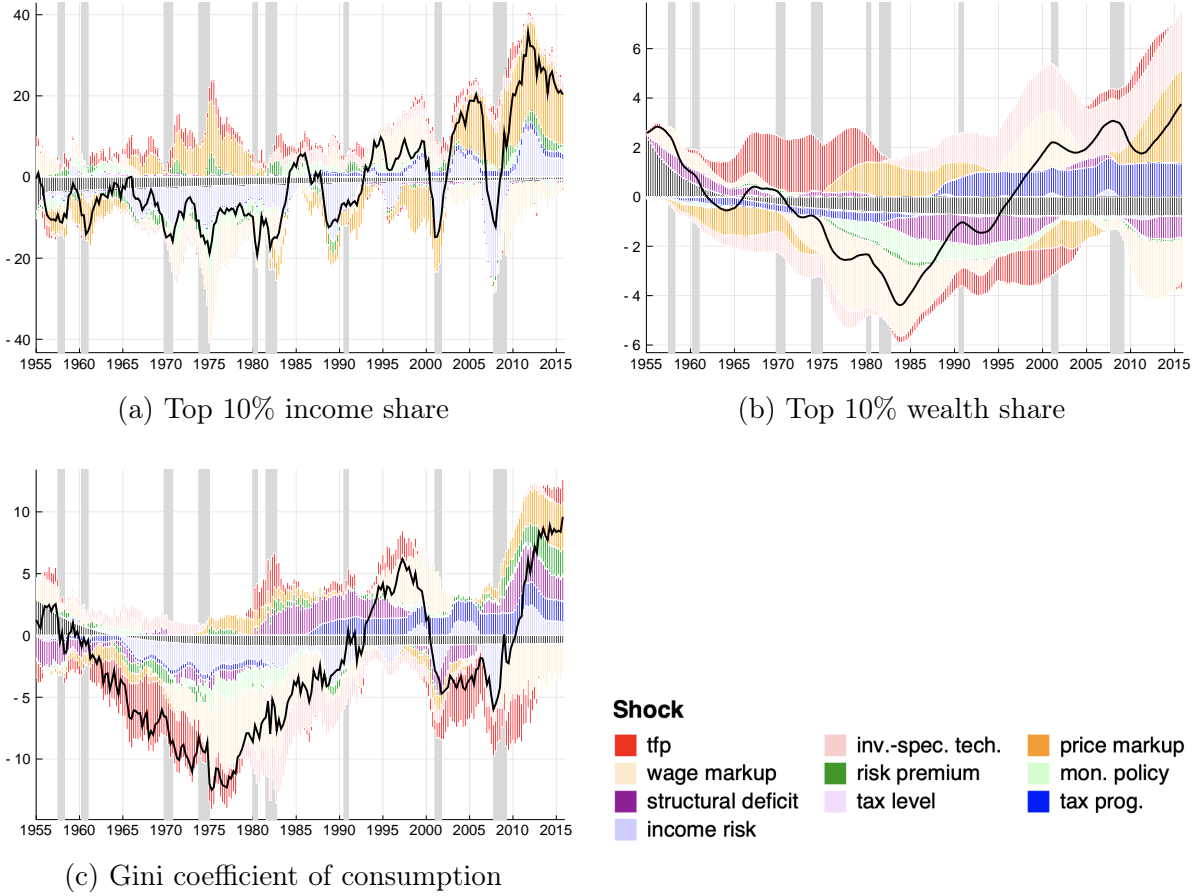 40
20
0
- 20
- 40
1955 1960 1965 1970 1975 1980 1985 1990 1995 2000 2005 2010 2015
(a) Top 10% income share
6
4
2
0
- 2
- 4
- 6
1955 1960 1965 1970 1975 1980 1985 1990 1995 2000 2005 2010 2015
(b) Top 10% wealth share
10
5
0
- 5
- 10
1955 1960 1965 1970 1975 1980 1985 1990 1995 2000 2005 2010 2015
(c) Gini coefficient of consumption
Shock
tfp inv.-spec. tech. price markup
wage markup risk premium mon. policy
structural deficit tax level tax prog.
income risk